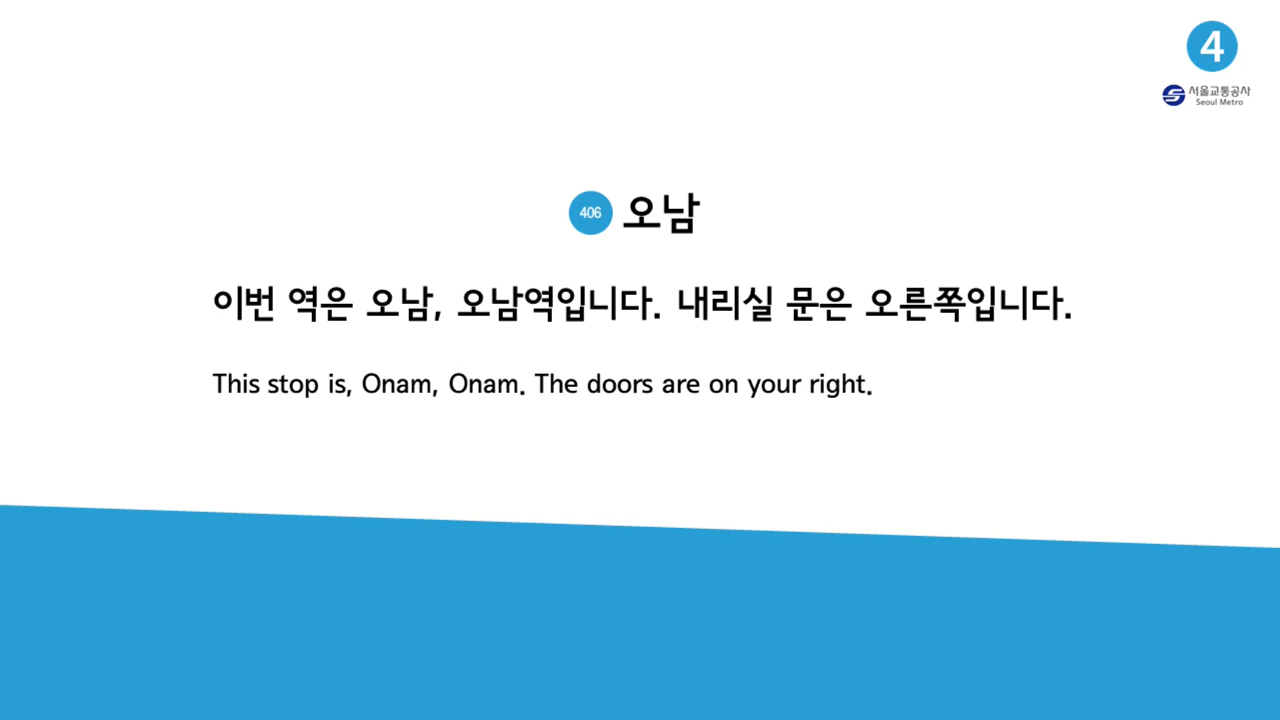 4
서울교통공사
Seoul Metro
406 오남
이번 역은 오남, 오남역입니다. 내리실 문은 오른쪽입니다.
This stop is, Onam, Onam. The doors are on your right.